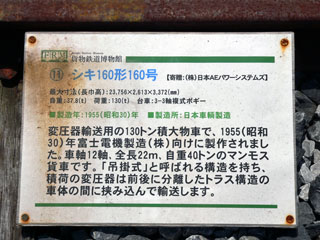 FRM 貨物鉄道博物館
⑭ シキ160形160号
【寄贈:(株)日本AEパワーシステムズ】
最大寸法(長巾高):23,756×2,613×3,372(mm)
自重:37.8(t) 荷重:130(t) 台車:3-3軸複式ボギー
■製造年:1955(昭和30)年 ■製造所:日本車輌製造
変圧器輸送用の130トン積大物車で、1955(昭和
30)年富士電機製造(株)向けに製作されまし
た。車軸12軸、全長22m、自重40トンのマンモス
貨車です。「吊掛式」と呼ばれる構造を持ち、
積荷の変圧器は前後に分離したトラス構造の
車体の間に挟み込んで輸送します。